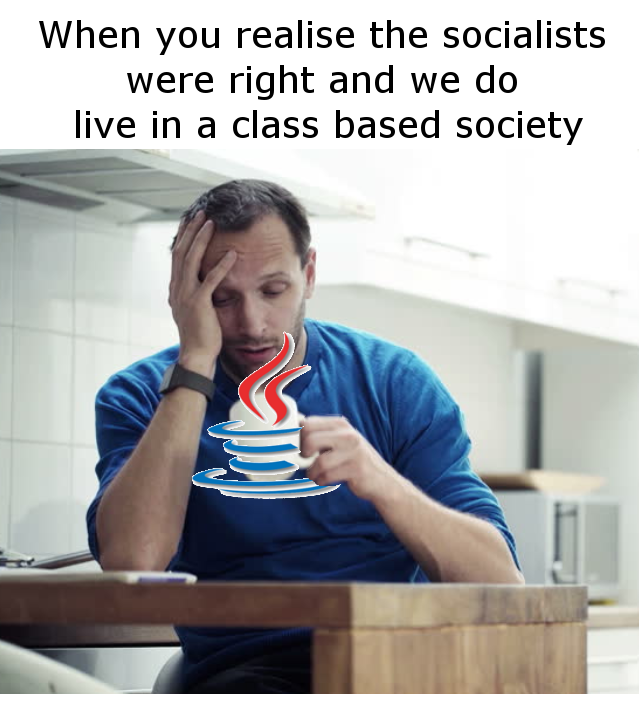 When you realise the socialists
were right and we do
live in a class based society